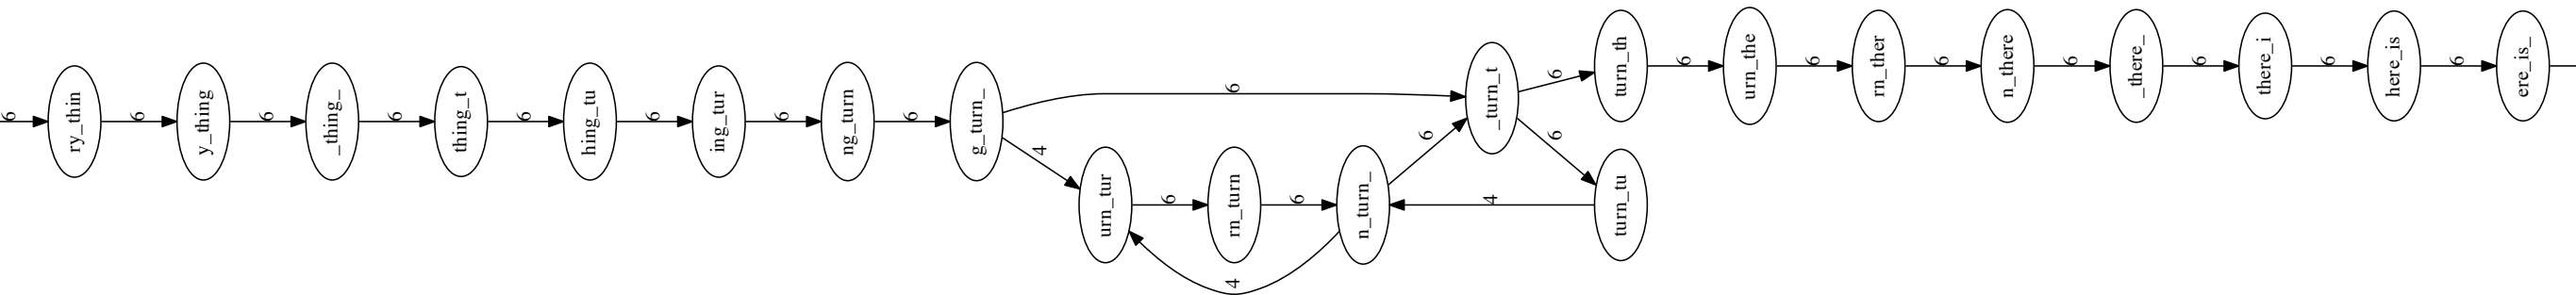 6
ry_thin
6
y_thing
6
_thing_
6
thing_t
6
hing_tu
6
ing_tur
6
ng_turn
6
g_turn_
6
4
urn_tur
6
rn_turn
6
n_turn_
6
4
_turn_t
6
6
turn_tu
4
turn_th
6
urn_the
6
rn_ther
6
n_there
6
_there_
6
there_i
6
here_is
6
ere_is_